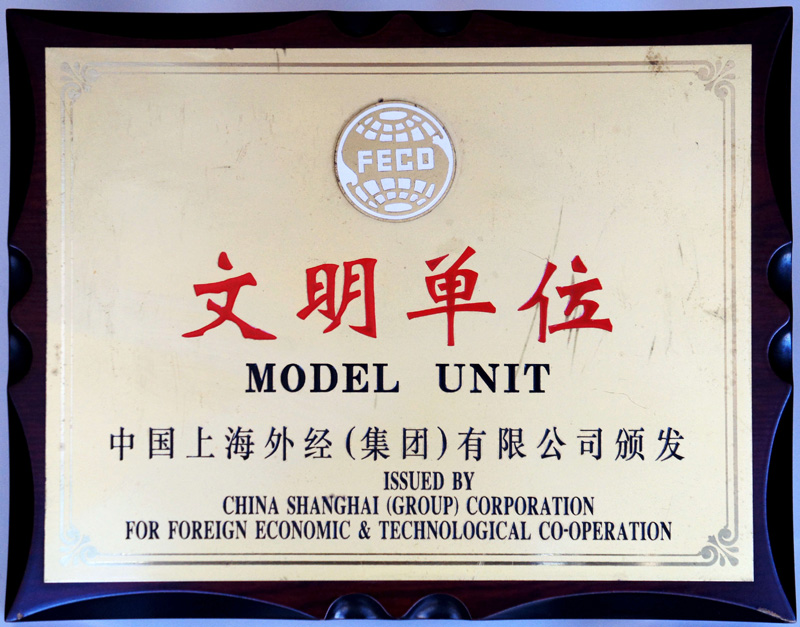 FECO
文明单位
MODEL UNIT
中国上海外经(集团)有限公司颁发
ISSUED BY
CHINA SHANGHAI (GROUP) CORPORATION
FOR FOREIGN ECONOMIC & TECHNOLOGICAL CO-OPERATION